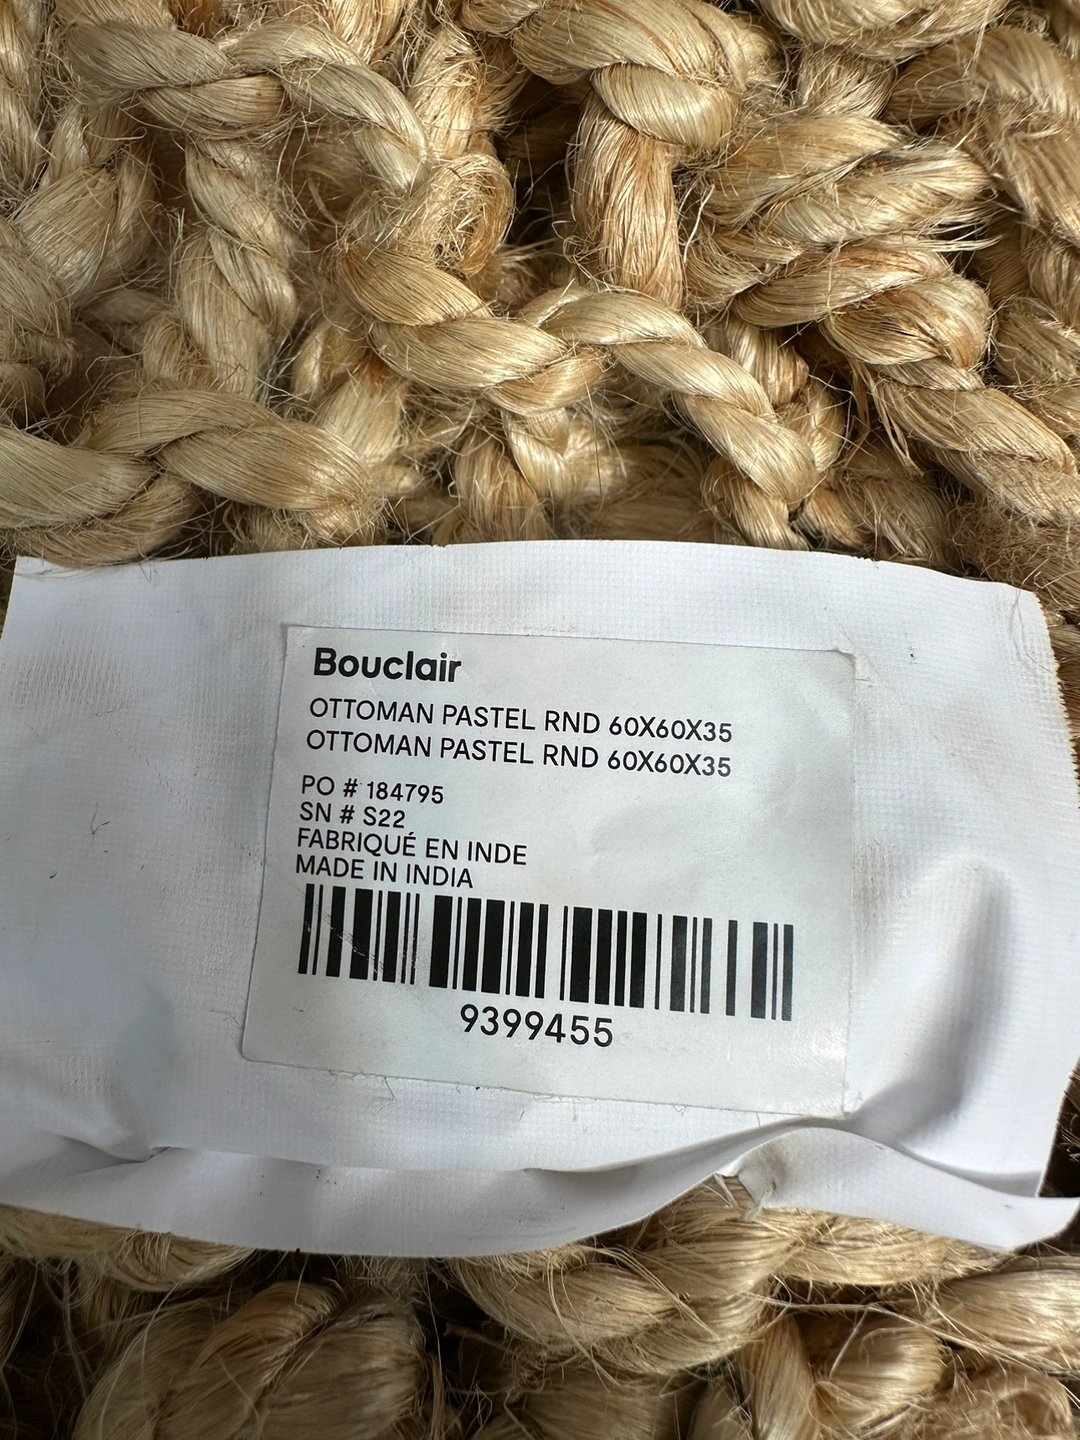 Bouclair
OTTOMAN PASTEL RND 60X60X35
OTTOMAN PASTEL RND 60X60X35
PO # 184795
SN # S22
FABRIQUÉ EN INDE
MADE IN INDIA
9399455